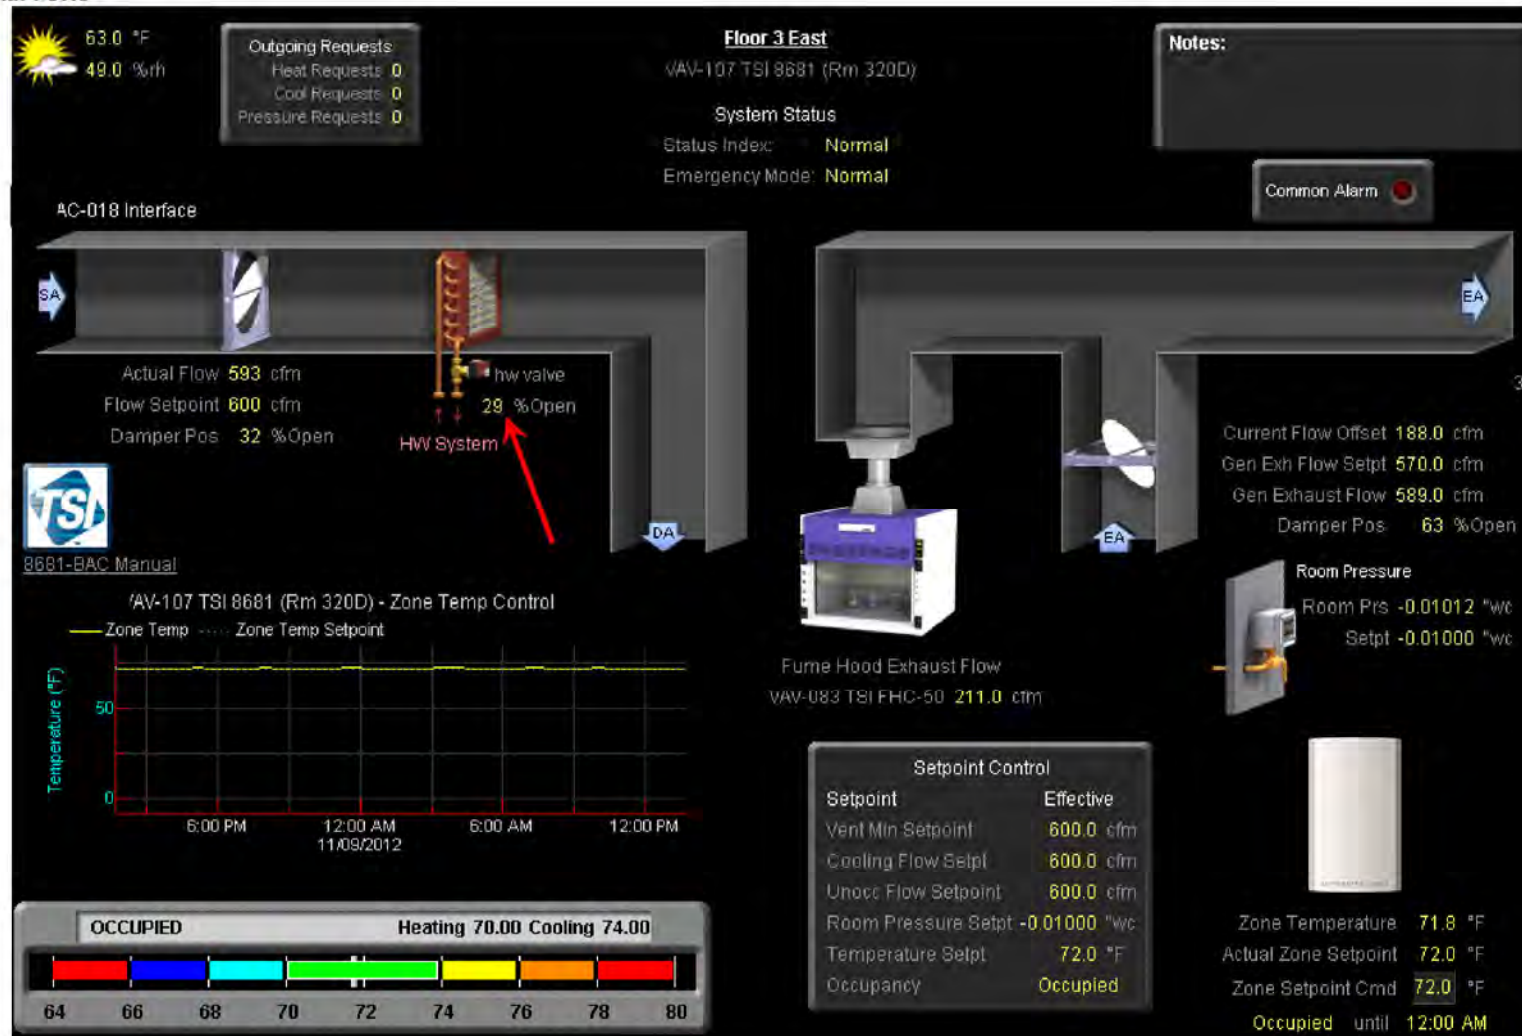 63.0 °F
49.0 %rh
Outgoing Requests
Heat Requests 0
Cool Requests 0
Pressure Requests 0
Floor 3 East
VAV-107 TSI 8681 (Rm 320D)
System Status
Status Index: Normal
Emergency Mode: Normal
Notes:
Common Alarm
AC-018 Interface
SA
EA
Actual Flow 593 cfm
Flow Setpoint 600 cfm
Damper Pos 32 %Open
hw valve
29 %Open
HW System
DA
EA
3
Current Flow Offset 188.0 cfm
Gen Exh Flow Setpt 570.0 cfm
Gen Exhaust Flow 589.0 cfm
Damper Pos 63 %Open
TSI
8681-BAC Manual
Room Pressure
Room Prs -0.01012 "wc
Setpt -0.01000 "wc
/AV-107 TSI 8681 (Rm 320D) - Zone Temp Control
Zone Temp Zone Temp Setpoint
Temperature (°F)
50
0
6:00 PM 12:00 AM 6:00 AM 12:00 PM
11/09/2012
Fume Hood Exhaust Flow
VAV-083 TSI FHC-50 211.0 cfm
Setpoint Control
Setpoint Effective
Vent Min Setpoint 600.0 cfm
Cooling Flow Setpt 600.0 cfm
Unocc Flow Setpoint 600.0 cfm
Room Pressure Setpt -0.01000 "wc
Temperature Setpt 72.0 °F
Occupancy Occupied
OCCUPIED Heating 70.00 Cooling 74.00
64 66 68 70 72 74 76 78 80
Zone Temperature 71.8 °F
Actual Zone Setpoint 72.0 °F
Zone Setpoint Cmd 72.0 °F
Occupied until 12:00 AM